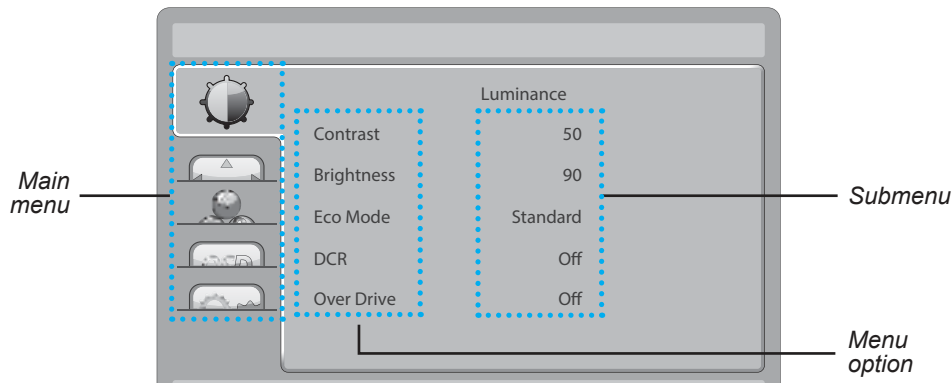 Luminance
Contrast 50
Brightness 90
Eco Mode Standard
DCR Off
Over Drive Off
Main
menu
Submenu
Menu
option